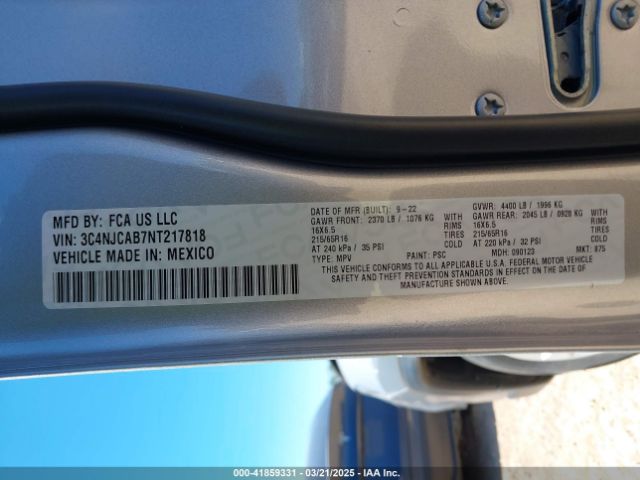 MFD BY: FCA US LLC
VIN: 3C4NJCAB7NT217818
VEHICLE MADE IN: MEXICO
DATE OF MFR (BUILT): 9-22
GAWR FRONT: 2370 LB / 1076 KG WITH
16X6.5 RIMS
215/65R16 TIRES
AT 240 kPa / 35 PSI
TYPE: MPV PAINT: PSC
GVWR: 4400 LB / 1996 KG
GAWR REAR: 2045 LB / 0928 KG WITH
16X6.5 RIMS
215/65R16 TIRES
AT 220 kPa / 32 PSI
MDH: 090123 MKT: 875
THIS VEHICLE CONFORMS TO ALL APPLICABLE U.S.A. FEDERAL MOTOR VEHICLE
SAFETY AND THEFT PREVENTION STANDARDS IN EFFECT ON THE DATE OF
MANUFACTURE SHOWN ABOVE.
000-41859331 - 03/21/2025 - IAA Inc.